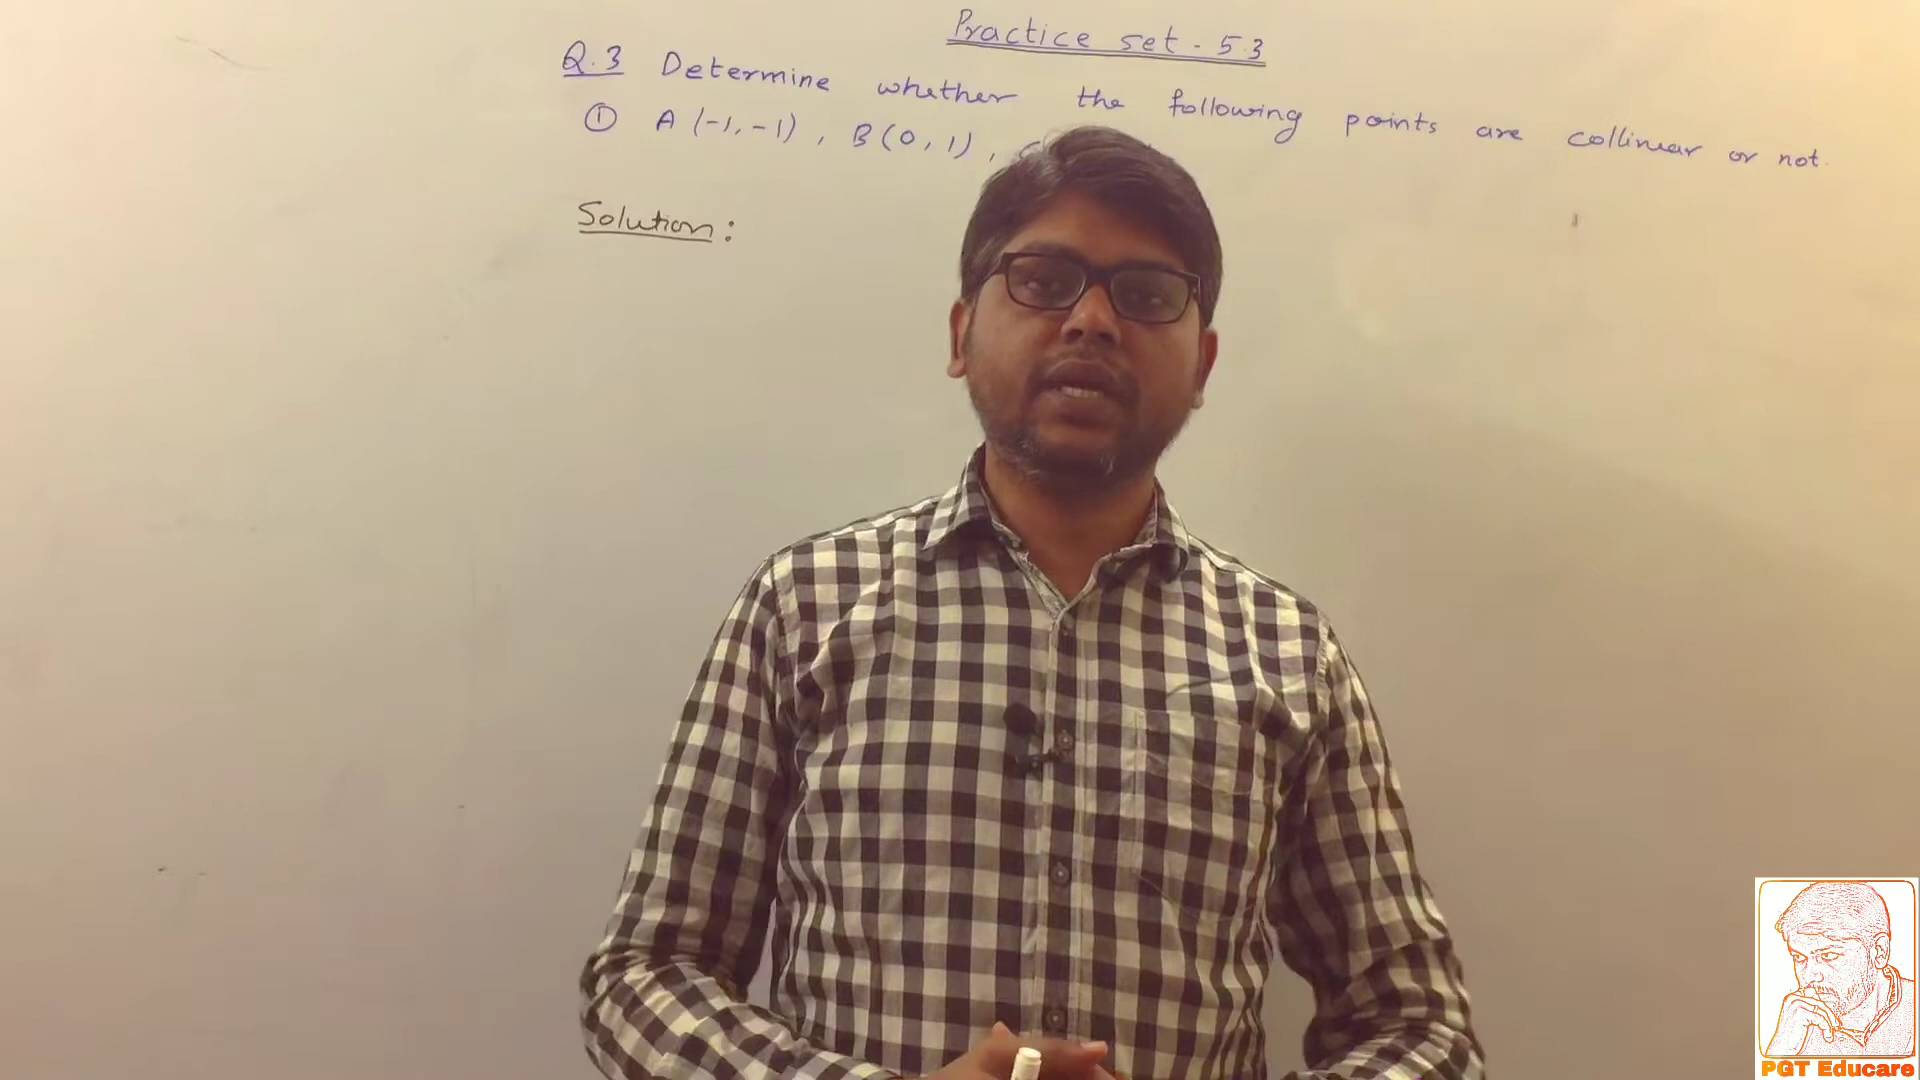 Practice set - 5.3
Q.3 Determine whether the following points are collinear or not.
① A (-1, -1) , B (0, 1) ,
Solution :
PGT Educare